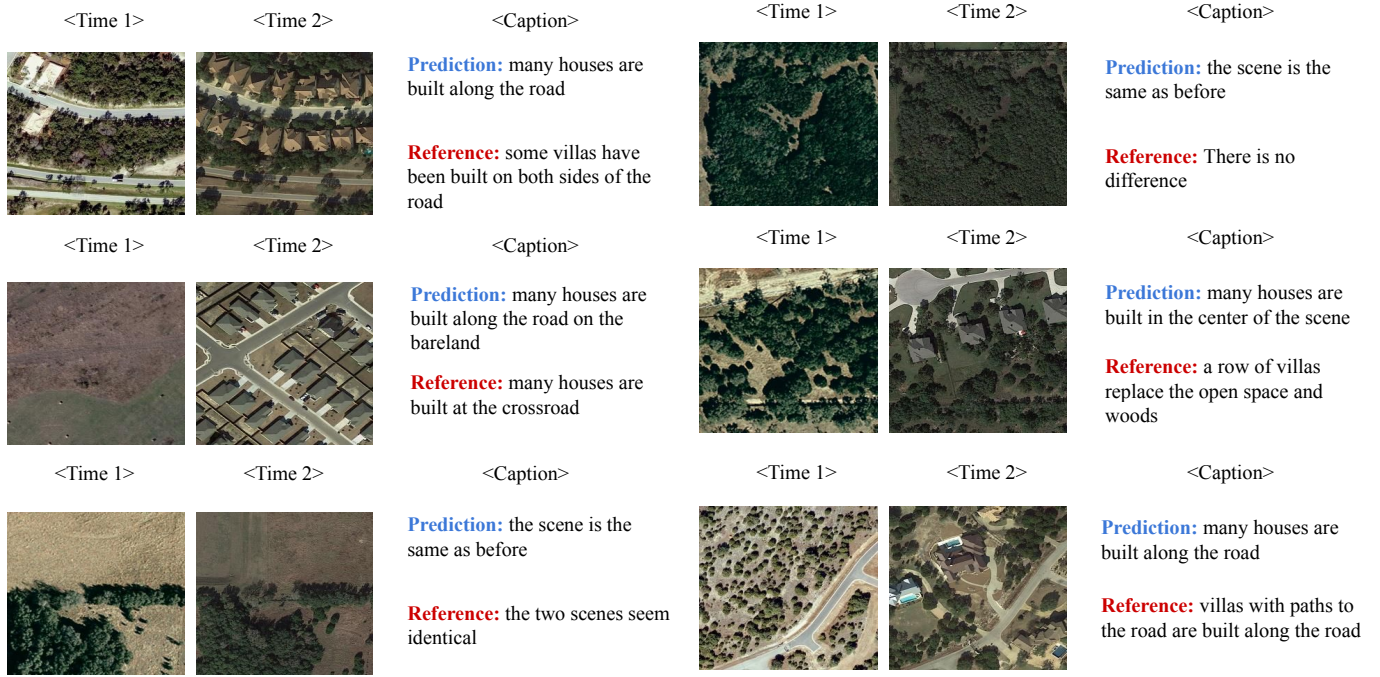 <Time 1> <Time 2> <Caption>
Prediction: many houses are
built along the road
Reference: some villas have
been built on both sides of the
road
<Time 1> <Time 2> <Caption>
Prediction: the scene is the
same as before
Reference: There is no
difference
<Time 1> <Time 2> <Caption>
Prediction: many houses are
built along the road on the
bareland
Reference: many houses are
built at the crossroad
<Time 1> <Time 2> <Caption>
Prediction: many houses are
built in the center of the scene
Reference: a row of villas
replace the open space and
woods
<Time 1> <Time 2> <Caption>
Prediction: the scene is the
same as before
Reference: the two scenes seem
identical
<Time 1> <Time 2> <Caption>
Prediction: many houses are
built along the road
Reference: villas with paths to
the road are built along the road